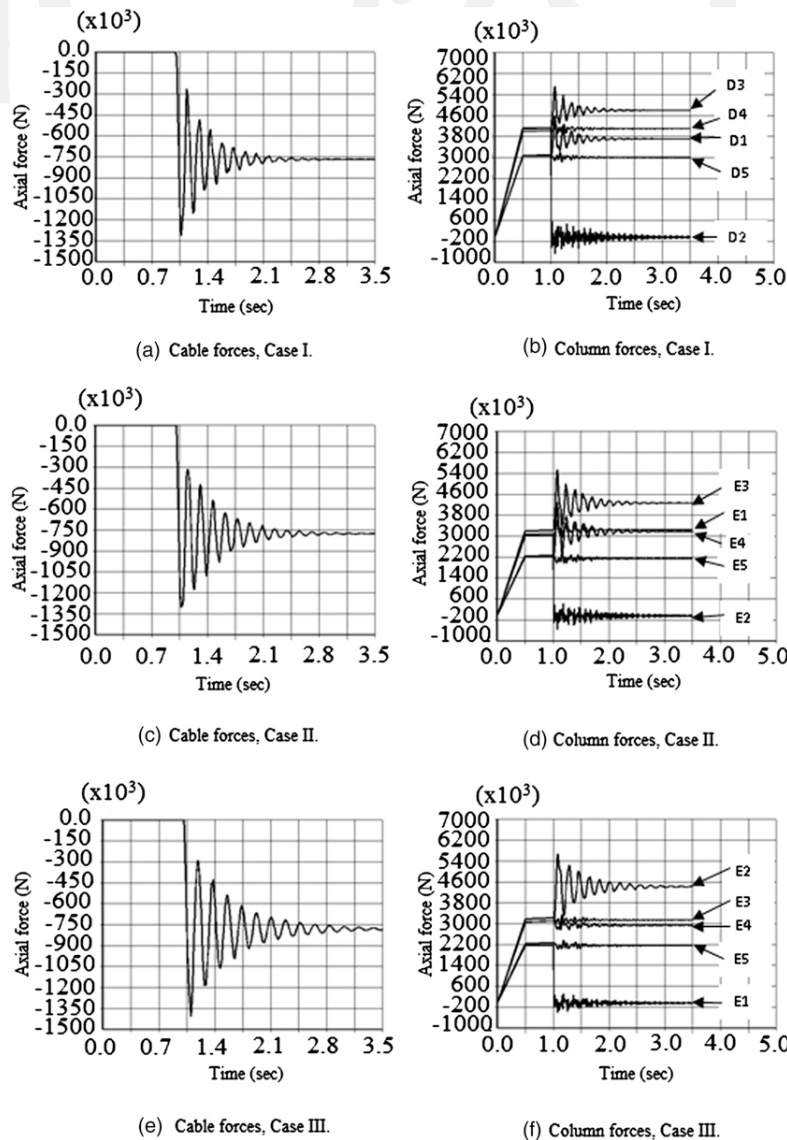 (x10³)
0.0
-150
-300
-450
-600
-750
-900
-1050
-1200
-1350
-1500
Axial force (N)
0.0 0.7 1.4 2.1 2.8 3.5
Time (sec)
(a) Cable forces, Case I.
(x10³)
7000
6200
5400
4600
3800
3000
2200
1400
600
-200
-1000
Axial force (N)
D3
D4
D1
D5
D2
0.0 1.0 2.0 3.0 4.0 5.0
Time (sec)
(b) Column forces, Case I.
(x10³)
0.0
-150
-300
-450
-600
-750
-900
-1050
-1200
-1350
-1500
Axial force (N)
0.0 0.7 1.4 2.1 2.8 3.5
Time (sec)
(c) Cable forces, Case II.
(x10³)
7000
6200
5400
4600
3800
3000
2200
1400
600
-200
-1000
Axial force (N)
E3
E1
E4
E5
E2
0.0 1.0 2.0 3.0 4.0 5.0
Time (sec)
(d) Column forces, Case II.
(x10³)
0.0
-150
-300
-450
-600
-750
-900
-1050
-1200
-1350
-1500
Axial force (N)
0.0 0.7 1.4 2.1 2.8 3.5
Time (sec)
(e) Cable forces, Case III.
(x10³)
7000
6200
5400
4600
3800
3000
2200
1400
600
-200
-1000
Axial force (N)
E2
E3
E4
E5
E1
0.0 1.0 2.0 3.0 4.0 5.0
Time (sec)
(f) Column forces, Case III.